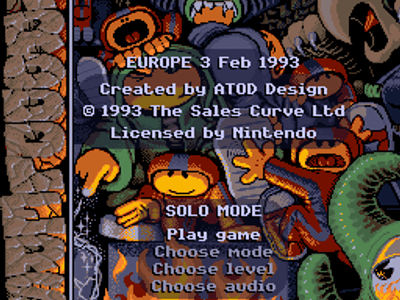 EUROPE 3 Feb 1993
Created by ATOD Design
© 1993 The Sales Curve Ltd
Licensed by Nintendo
SOLO MODE
Play game
Choose mode
Choose level
Choose audio